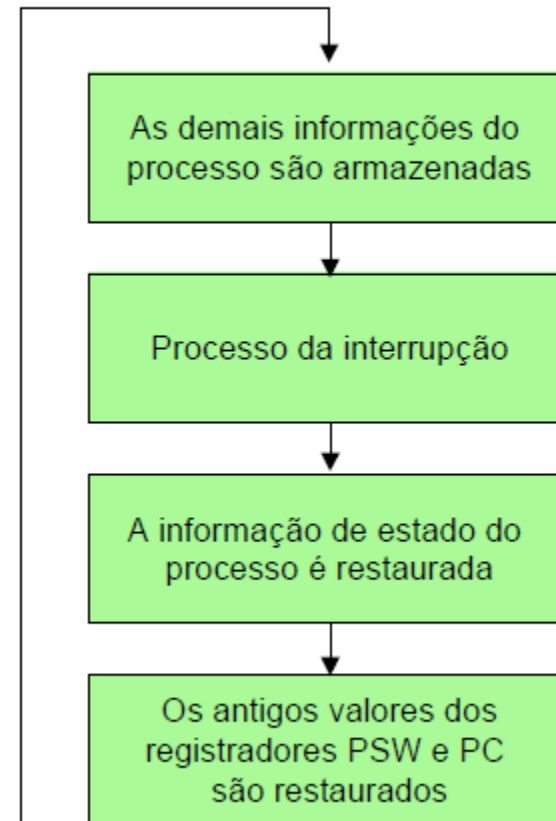 As demais informações do
processo são armazenadas
Processo da interrupção
A informação de estado do
processo é restaurada
Os antigos valores dos
registradores PSW e PC
são restaurados